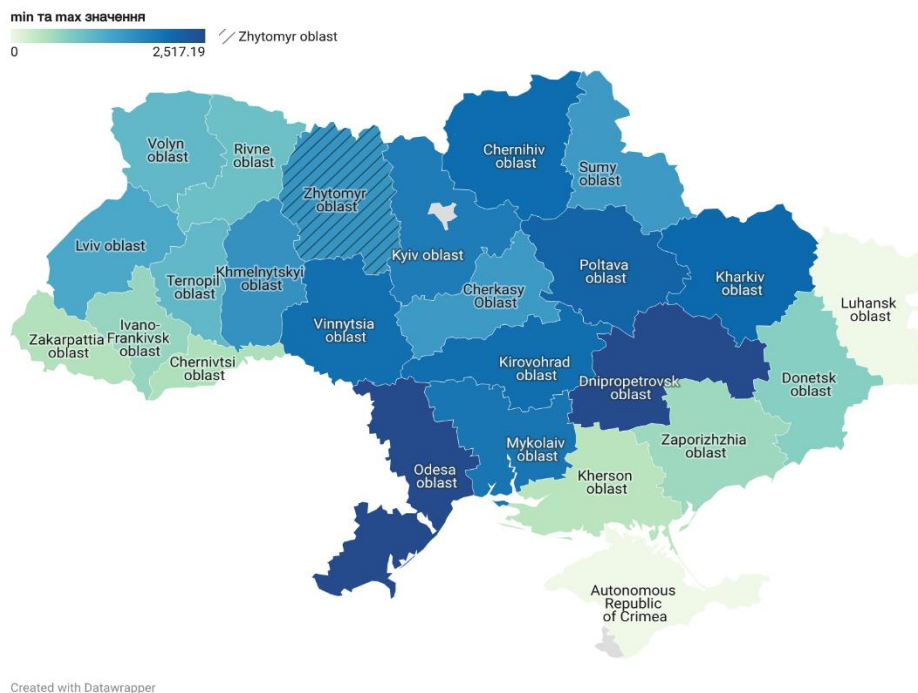 min та max значення
0
2,517.19
Zhytomyr oblast
Volyn
oblast
Rivne
oblast
Zhytomyr
oblast
Chernihiv
oblast
Sumy
oblast
Lviv oblast
Ternopil
oblast
Khmelnytskyi
oblast
Kyiv oblast
Cherkasy
Oblast
Poltava
oblast
Kharkiv
oblast
Luhansk
oblast
Zakarpattia
oblast
Ivano-
Frankivsk
oblast
Chernivtsi
oblast
Vinnytsia
oblast
Kirovohrad
oblast
Dnipropetrovsk
oblast
Donetsk
oblast
Odesa
oblast
Mykolaiv
oblast
Zaporizhzhia
oblast
Kherson
oblast
Autonomous
Republic
of Crimea
Created with Datawrapper